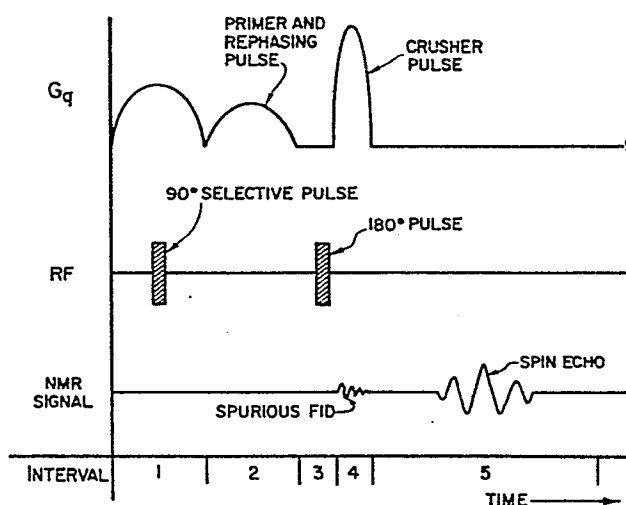 PRIMER AND
REPHASING
PULSE
CRUSHER
PULSE
Gq
90° SELECTIVE PULSE
180° PULSE
RF
SPIN ECHO
NMR
SIGNAL
SPURIOUS FID
INTERVAL 1 2 3 4 5
TIME